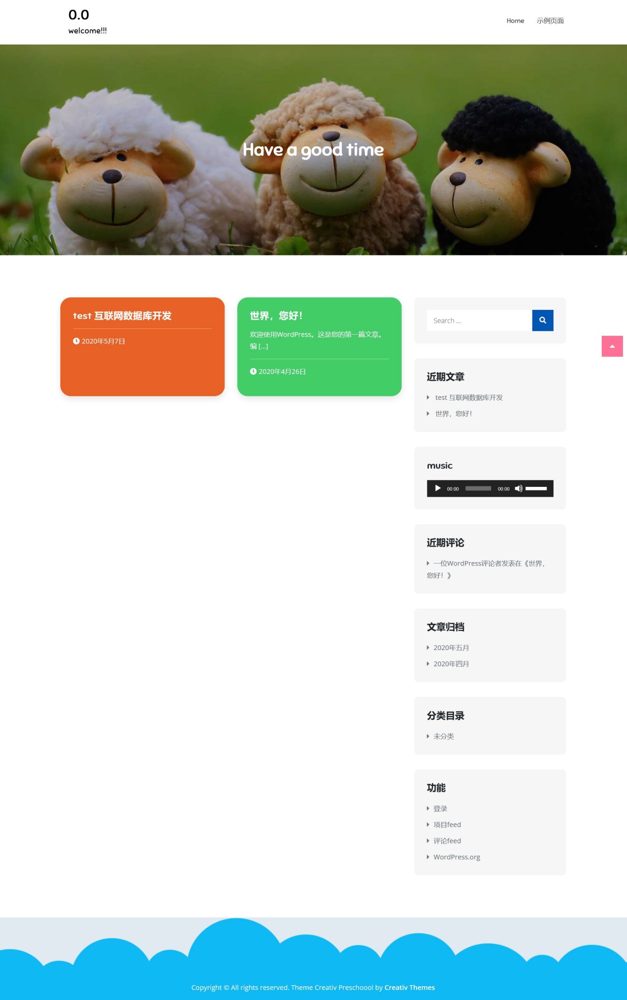 0.0
welcome!!!
Home 示例页面
Have a good time
test 互联网数据库开发
2020年5月7日
世界，您好！
欢迎使用WordPress。这是您的第一篇文章。
编 […]
2020年4月26日
Search ...
近期文章
test 互联网数据库开发
世界，您好！
music
00:00 00:00
近期评论
一位WordPress评论者发表在《世界，
您好！》
文章归档
2020年五月
2020年四月
分类目录
未分类
功能
登录
项目feed
评论feed
WordPress.org
Copyright © All rights reserved. Theme Creativ Preschoool by Creativ Themes